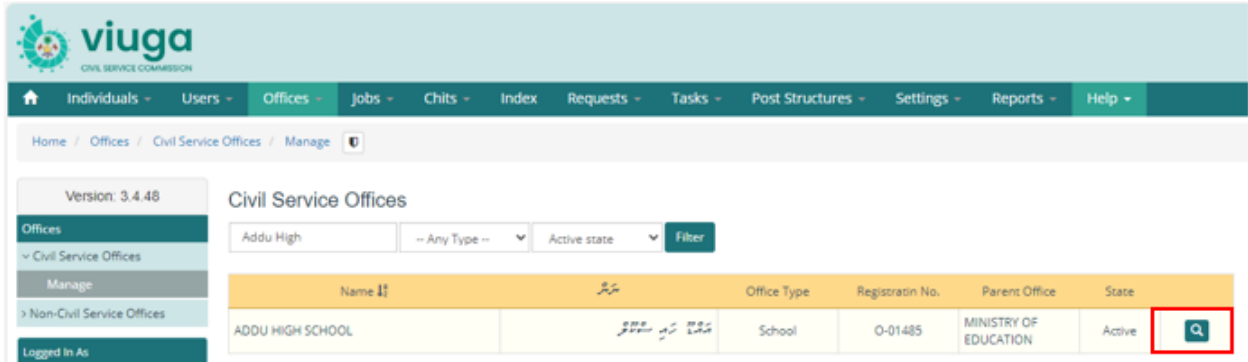 viuga
CIVIL SERVICE COMMISSION
Individuals Users Offices Jobs Chits Index Requests Tasks Post Structures Settings Reports Help
Home / Offices / Civil Service Offices / Manage
Version: 3.4.48
Offices
Civil Service Offices
Manage
Non-Civil Service Offices
Logged In As
Civil Service Offices
Addu High -- Any Type -- Active state Filter
Name ނަން Office Type Registratin No. Parent Office State
ADDU HIGH SCHOOL އައްޑޫ ހައި ސްކޫލް School O-01485 MINISTRY OF EDUCATION Active